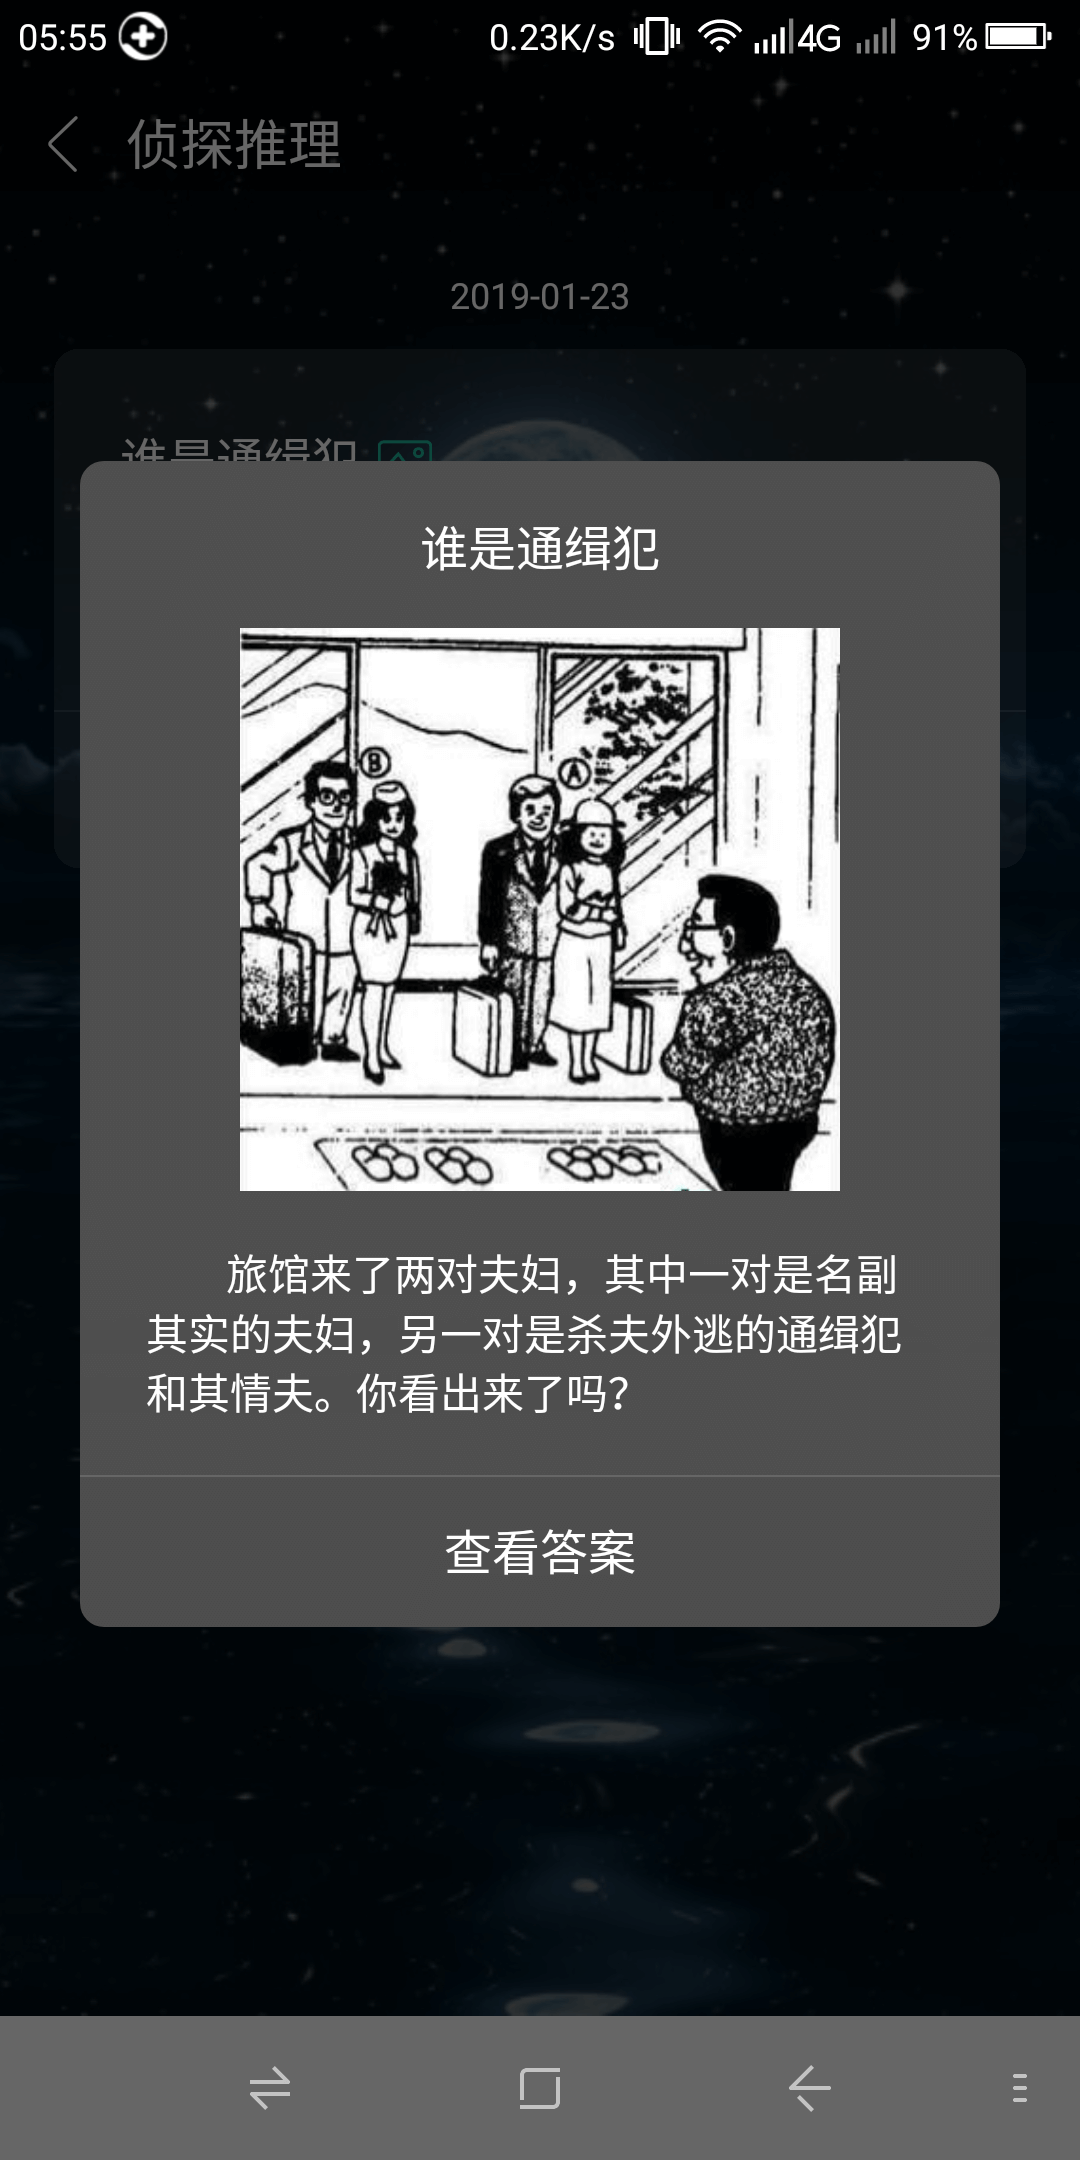 05:55 0.23K/s 4G 91%
侦探推理
2019-01-23
谁是通缉犯
谁是通缉犯
B A
旅馆来了两对夫妇，其中一对是名副
其实的夫妇，另一对是杀夫外逃的通缉犯
和其情夫。你看出来了吗？
查看答案